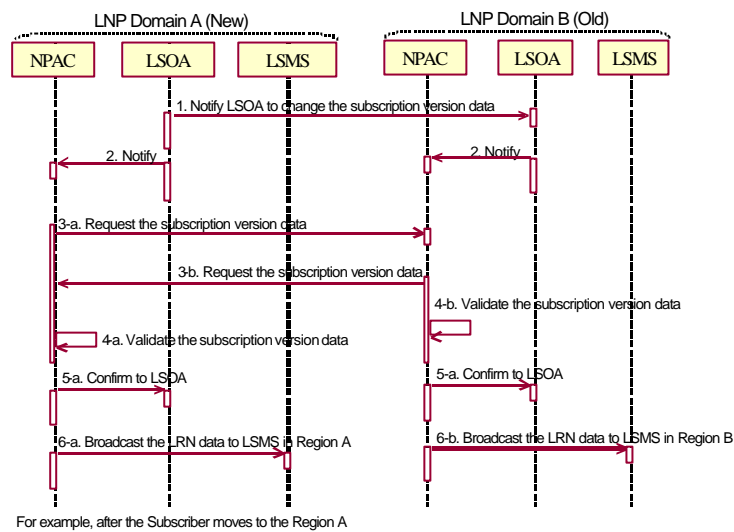 LNP Domain A (New) LNP Domain B (Old)
NPAC LSOA LSMS NPAC LSOA LSMS
1. Notify LSOA to change the subscription version data
2. Notify 2. Notify
3-a. Request the subscription version data
3-b. Request the subscription version data
4-b. Validate the subscription version data
4-a. Validate the subscription version data
5-a. Confirm to LSOA 5-a. Confirm to LSOA
6-a. Broadcast the LRN data to LSMS in Region A 6-b. Broadcast the LRN data to LSMS in Region B
For example, after the Subscriber moves to the Region A